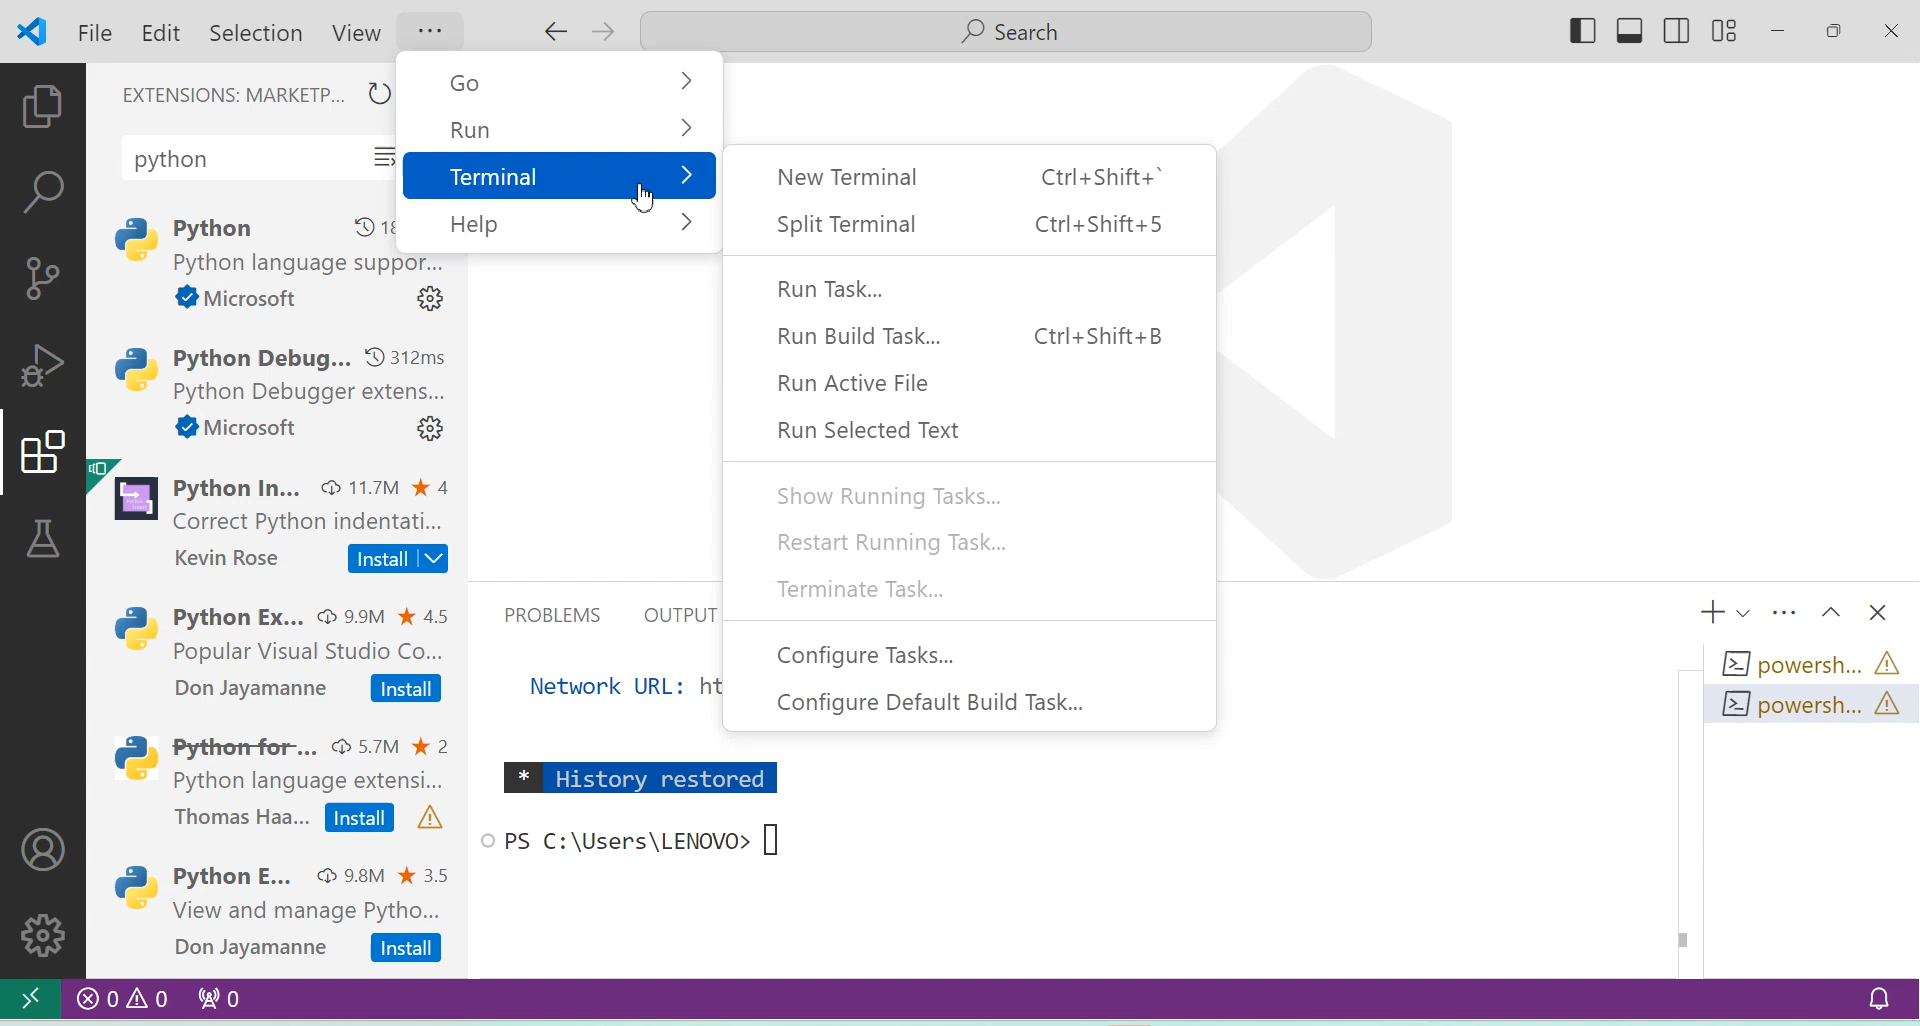 File Edit Selection View ... Search
EXTENSIONS: MARKETP...
python
Python 18
Python language suppor...
Microsoft
Python Debug... 312ms
Python Debugger extens...
Microsoft
Python In... 11.7M 4
Correct Python indentati...
Kevin Rose Install
Python Ex... 9.9M 4.5
Popular Visual Studio Co...
Don Jayamanne Install
Python for ... 5.7M 2
Python language extensi...
Thomas Haa... Install
Python E... 9.8M 3.5
View and manage Pytho...
Don Jayamanne Install
Go
Run
Terminal
Help
New Terminal Ctrl+Shift+`
Split Terminal Ctrl+Shift+5
Run Task...
Run Build Task... Ctrl+Shift+B
Run Active File
Run Selected Text
Show Running Tasks...
Restart Running Task...
Terminate Task...
Configure Tasks...
Configure Default Build Task...
PROBLEMS OUTPUT
Network URL: ht
* History restored
PS C:\Users\LENOVO>
powersh...
powersh...
0 0 0